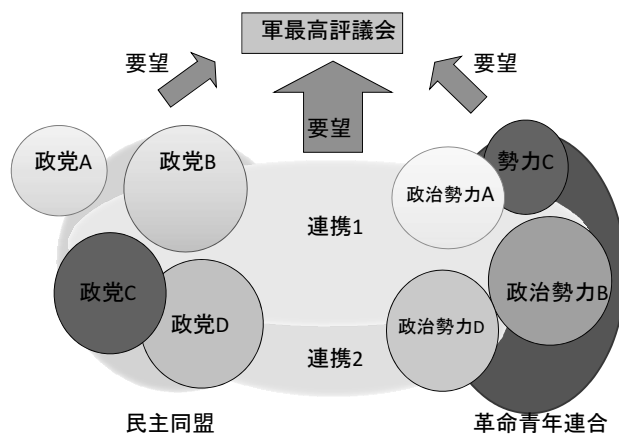 軍最高評議会
要望
要望
要望
政党A
政党B
政治勢力A
勢力C
連携1
政党C
政党D
政治勢力B
政治勢力D
連携2
民主同盟
革命青年連合